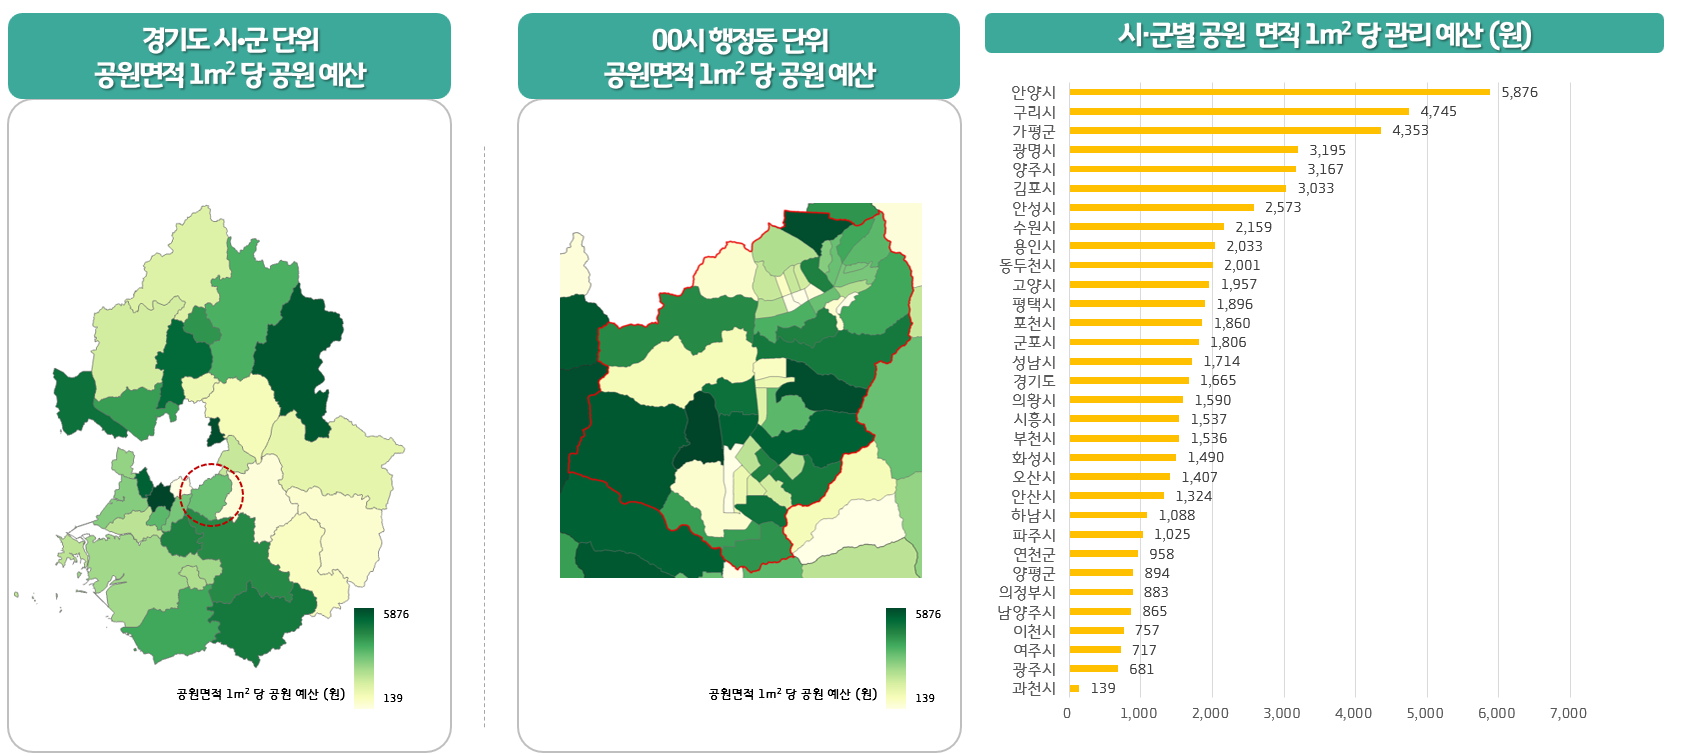 경기도 시·군 단위
공원면적 1m² 당 공원 예산
5876
공원면적 1m² 당 공원 예산 (원)
139
00시 행정동 단위
공원면적 1m² 당 공원 예산
5876
공원면적 1m² 당 공원 예산 (원)
139
시·군별 공원 면적 1m² 당 관리 예산 (원)
안양시 5,876
구리시 4,745
가평군 4,353
광명시 3,195
양주시 3,167
김포시 3,033
안성시 2,573
수원시 2,159
용인시 2,033
동두천시 2,001
고양시 1,957
평택시 1,896
포천시 1,860
군포시 1,806
성남시 1,714
경기도 1,665
의왕시 1,590
시흥시 1,537
부천시 1,536
화성시 1,490
오산시 1,407
안산시 1,324
하남시 1,088
파주시 1,025
연천군 958
양평군 894
의정부시 883
남양주시 865
이천시 757
여주시 717
광주시 681
과천시 139
0 1,000 2,000 3,000 4,000 5,000 6,000 7,000